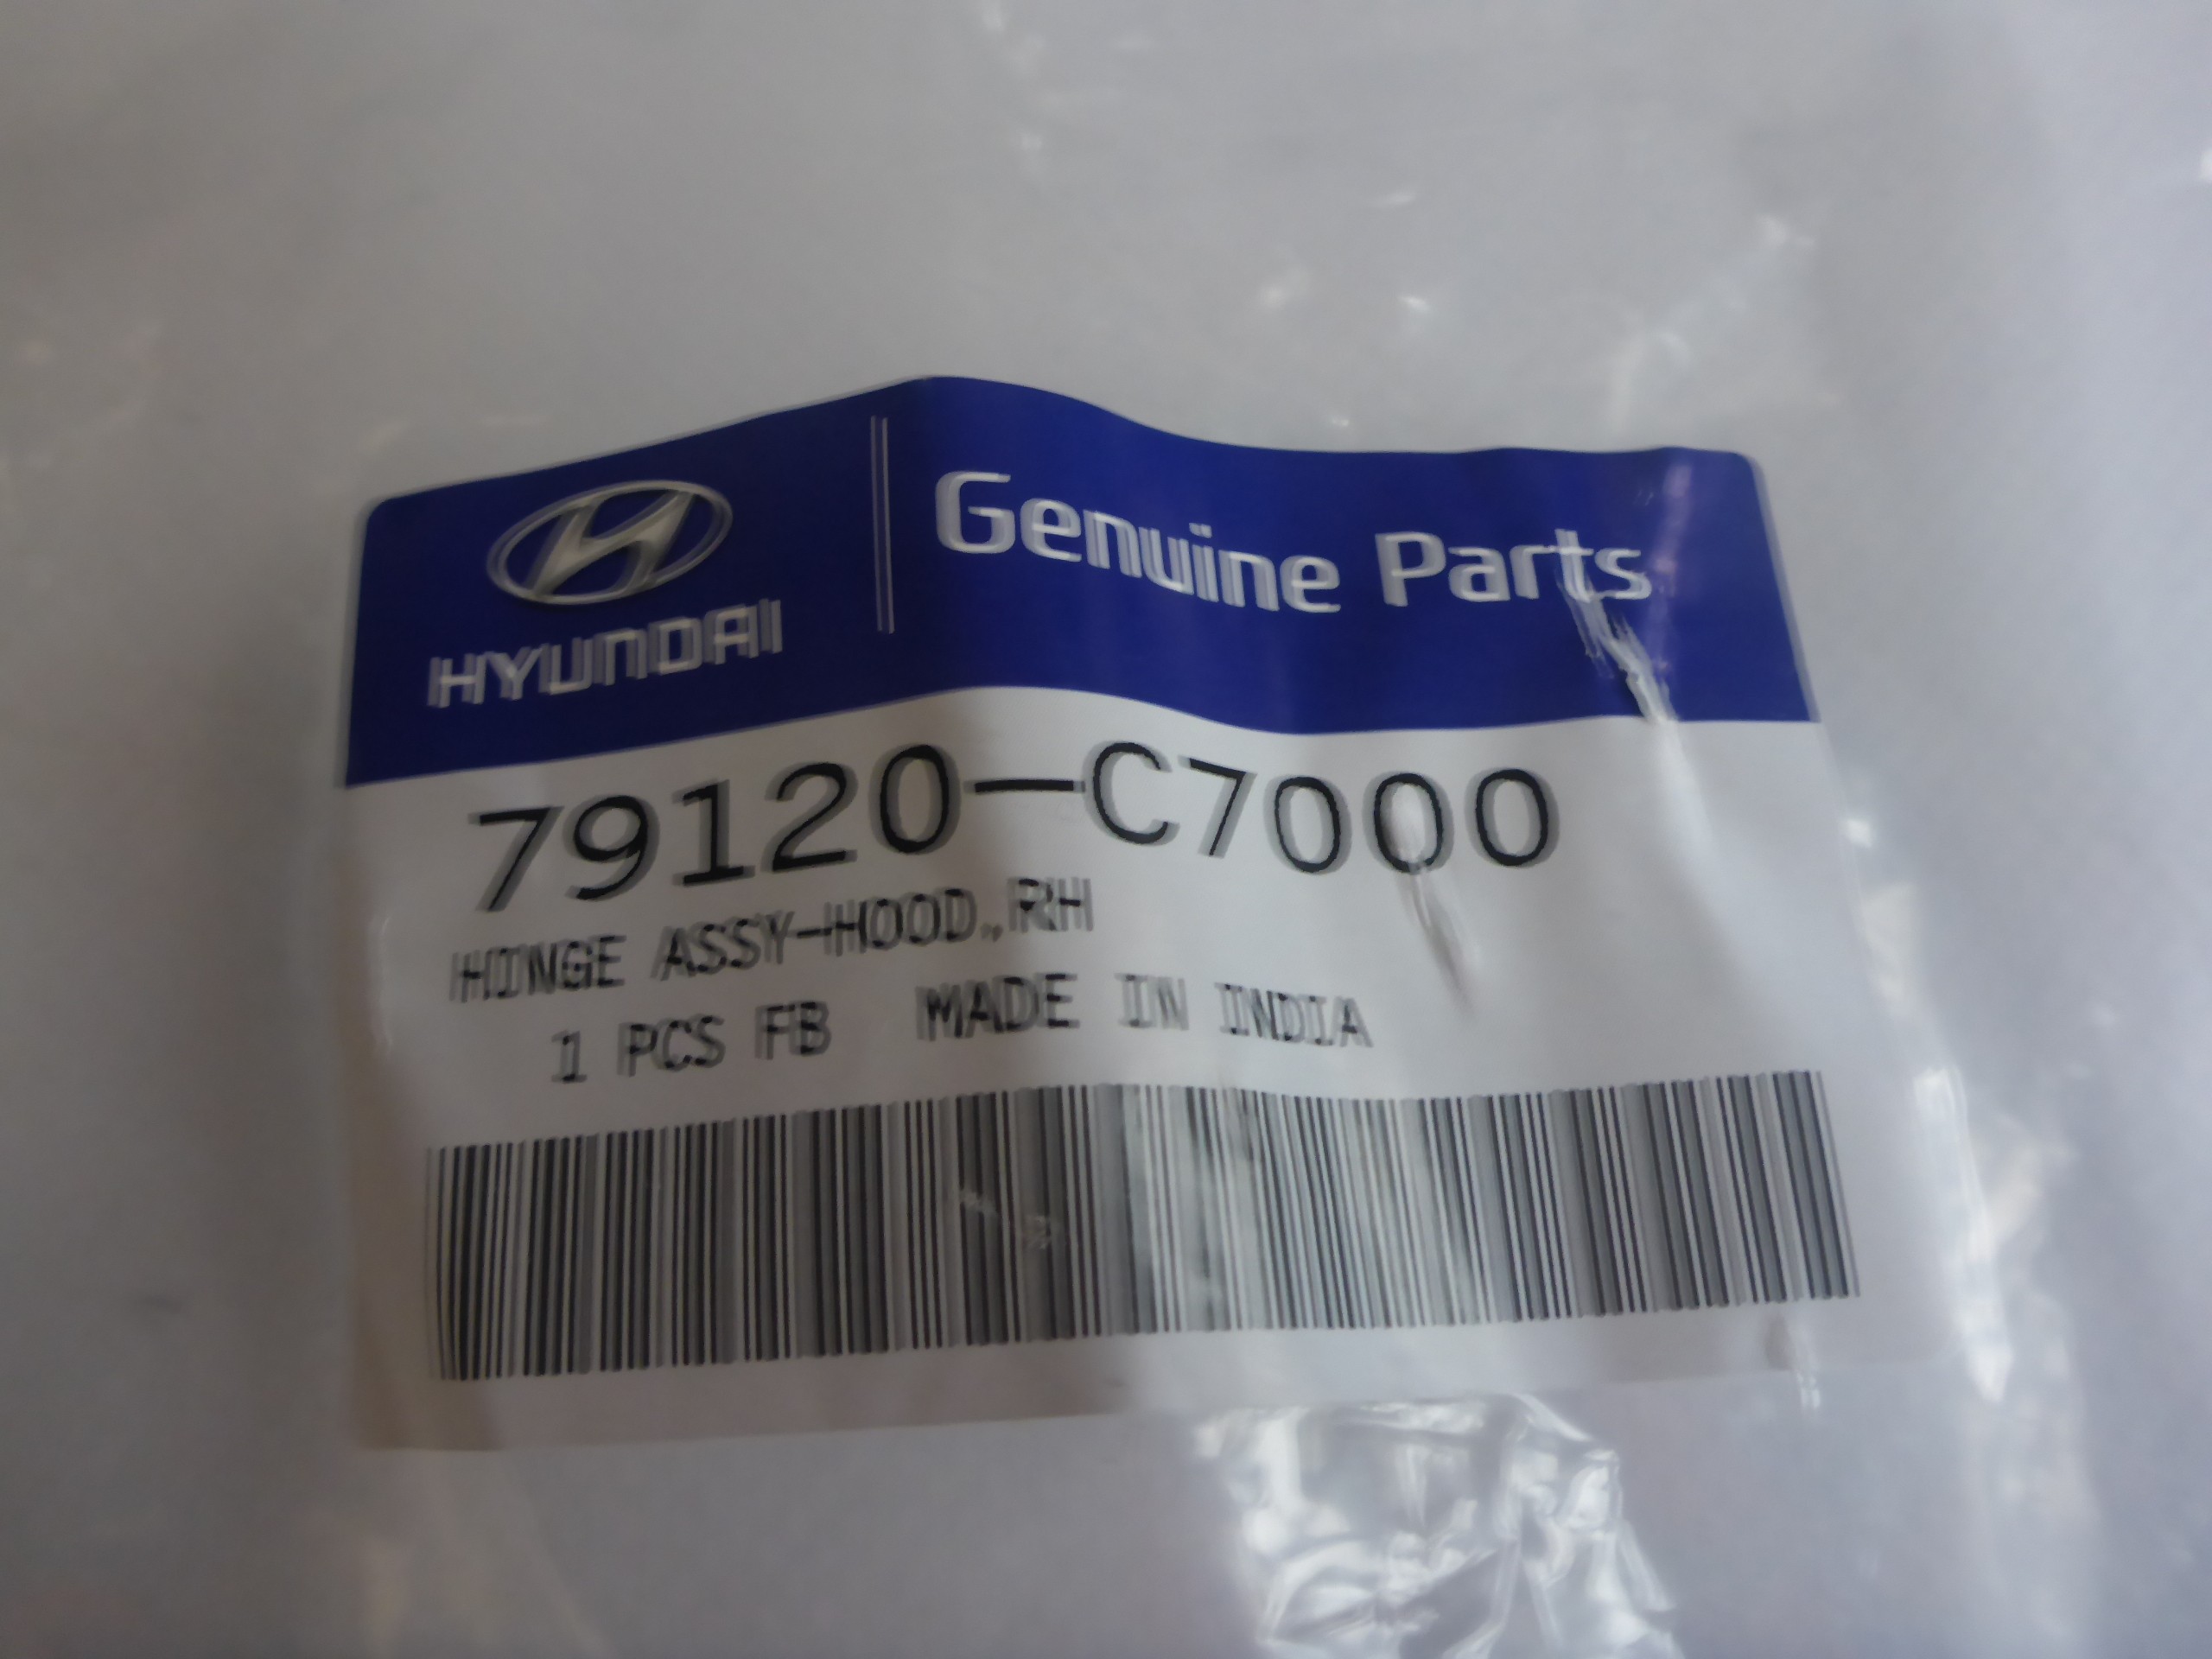 HYUNDAI
Genuine Parts
79120-C7000
HINGE ASSY-HOOD,RH
1 PCS FB MADE IN INDIA